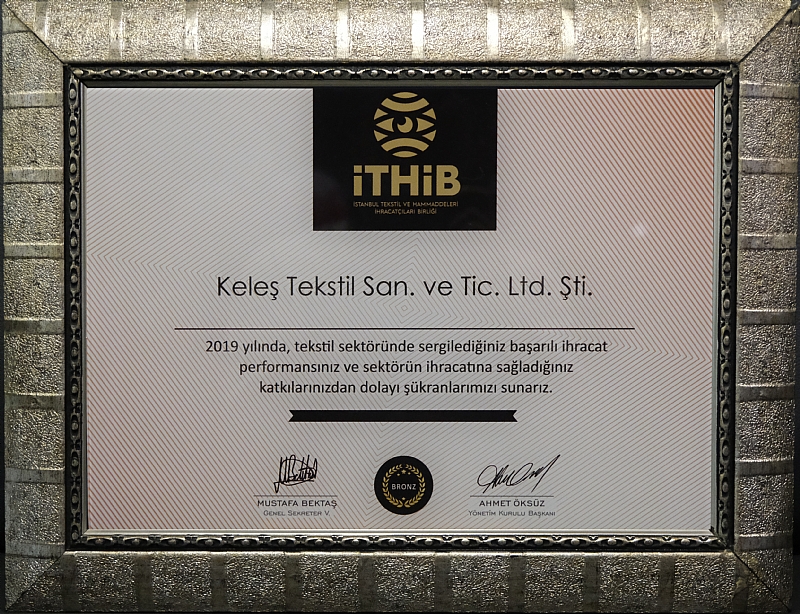 iTHiB
İSTANBUL TEKSTİL VE HAMMADDELERİ
İHRACATÇILARI BİRLİĞİ
Keleş Tekstil San. ve Tic. Ltd. Şti.
2019 yılında, tekstil sektöründe sergilediğiniz başarılı ihracat
performansınız ve sektörün ihracatına sağladığınız
katkılarınızdan dolayı şükranlarımızı sunarız.
MUSTAFA BEKTAŞ
GENEL SEKRETER V.
BRONZ
AHMET ÖKSÜZ
YÖNETİM KURULU BAŞKANI